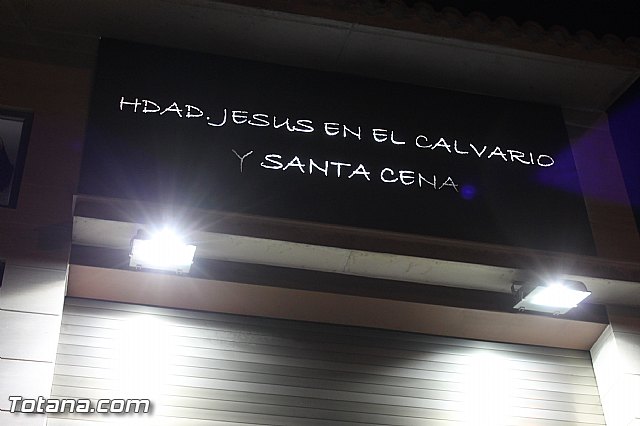 HDAD. JESUS EN EL CALVARIO
Y SANTA CENA
Totana.com